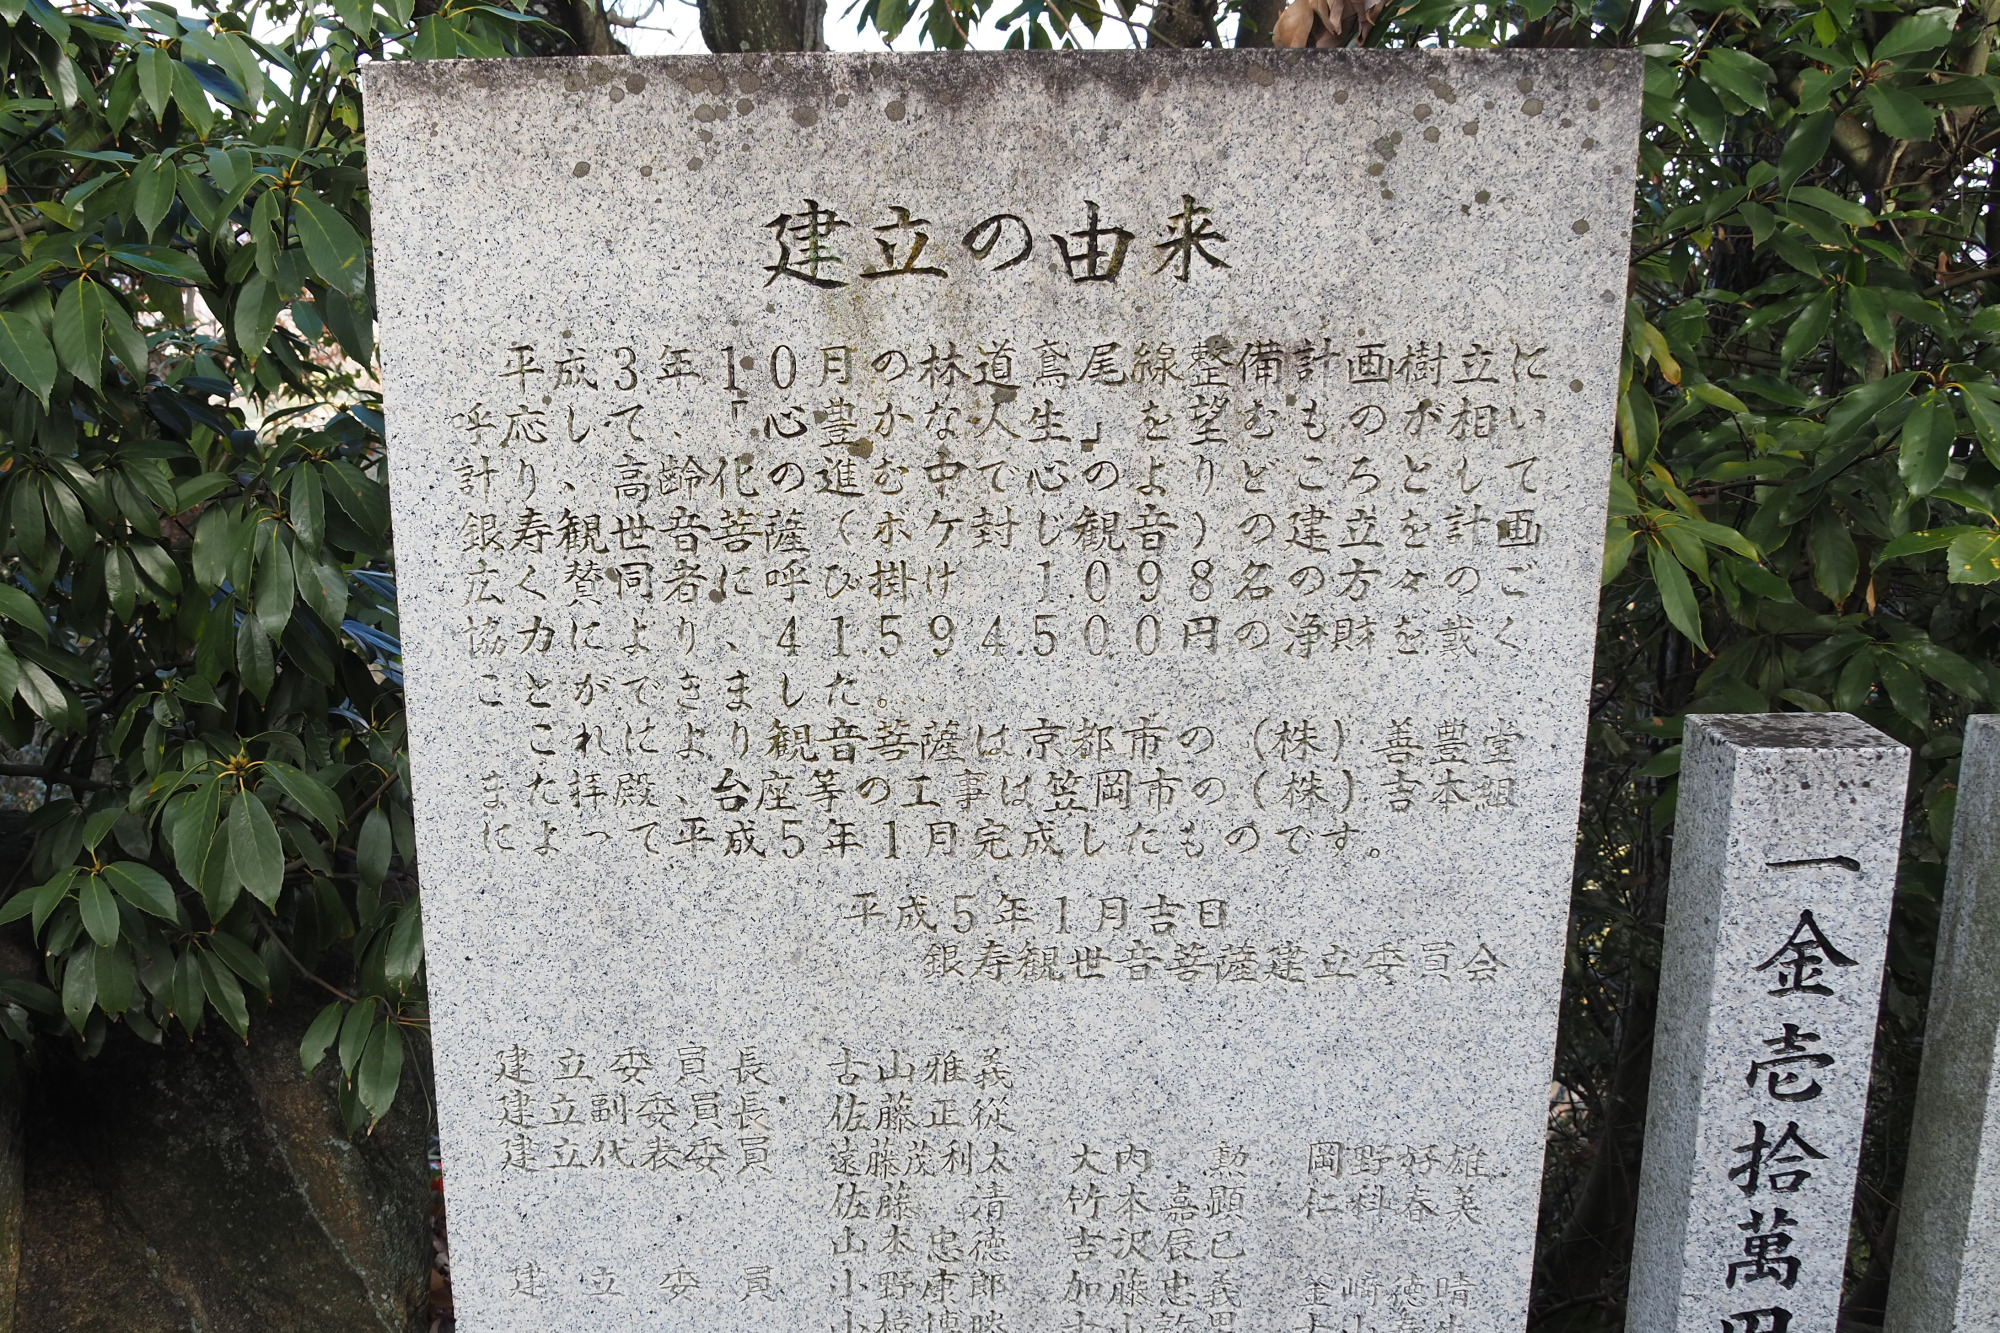 建立の由来
平成3年10月の林道鳶尾線整備計画樹立に
呼応して、「心豊かな人生」を望むものが相い
計り、高齢化の進む中で心のよりどころとして
銀寿観世音菩薩(ボケ封じ観音)の建立を計画
広く賛同者に呼び掛け 1.098名の方々のご
協力により、41.594.500円の浄財を戴く
ことができました。
これにより観音菩薩は京都市の(株)善豊堂
また拝殿、台座等の工事は笠岡市の(株)吉本組
によって平成5年1月完成したものです。
平成5年1月吉日
銀寿観世音菩薩建立委員会
建立委員長 古山雅義
建立副委員長 佐藤正従
建立代表委員 遠藤茂利太 大内 勲 岡野好雄
佐藤 清 竹本嘉顕 仁科春美
山本忠徳 吉沢辰己
建立委員 小野康郎 加藤忠義 金崎徳晴
一金壱拾萬円